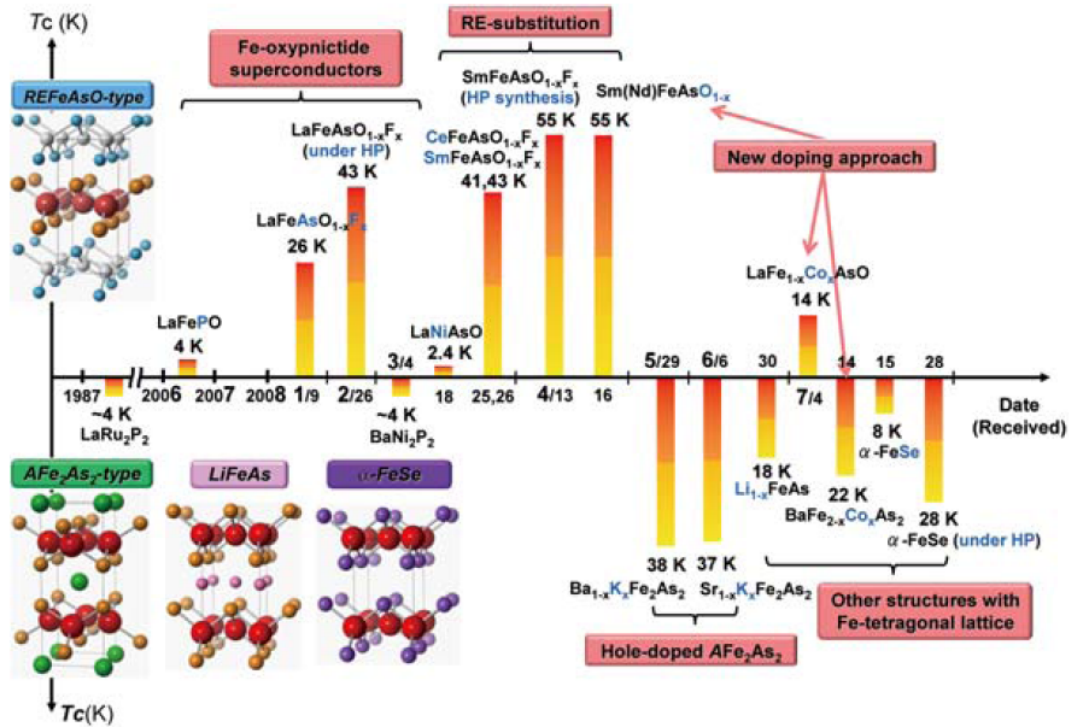 Tc (K)
RE-substitution
Fe-oxypnictide
superconductors
REFeAsO-type
SmFeAsO₁₋ₓFₓ
(HP synthesis)
Sm(Nd)FeAsO₁₋ₓ
55 K
55 K
LaFeAsO₁₋ₓFₓ
(under HP)
43 K
CeFeAsO₁₋ₓFₓ
SmFeAsO₁₋ₓFₓ
41,43 K
New doping approach
LaFeAsO₁₋ₓFₓ
26 K
LaFe₁₋ₓCoₓAsO
14 K
LaFePO
4 K
LaNiAsO
2.4 K
3/4
5/29
6/6
30
14
15
28
1987
2006
2007
2008
1/9
2/26
18
25,26
4/13
16
7/4
Date
(Received)
~4 K
LaRu₂P₂
~4 K
BaNi₂P₂
8 K
α-FeSe
18 K
Li₁₋ₓFeAs
22 K
BaFe₂₋ₓCoₓAs₂
28 K
α-FeSe (under HP)
AFe₂As₂-type
LiFeAs
α-FeSe
38 K
37 K
Ba₁₋ₓKₓFe₂As₂
Sr₁₋ₓKₓFe₂As₂
Other structures with
Fe-tetragonal lattice
Hole-doped AFe₂As₂
Tc(K)